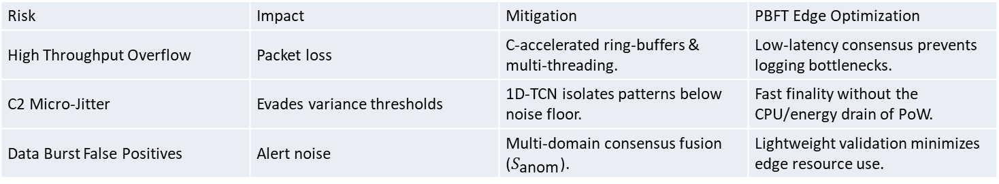 Risk
Impact
Mitigation
PBFT Edge Optimization
High Throughput Overflow
Packet loss
C-accelerated ring-buffers &
multi-threading.
Low-latency consensus prevents
logging bottlenecks.
C2 Micro-Jitter
Evades variance thresholds
1D-TCN isolates patterns below
noise floor.
Fast finality without the
CPU/energy drain of PoW.
Data Burst False Positives
Alert noise
Multi-domain consensus fusion
(Sanom).
Lightweight validation minimizes
edge resource use.